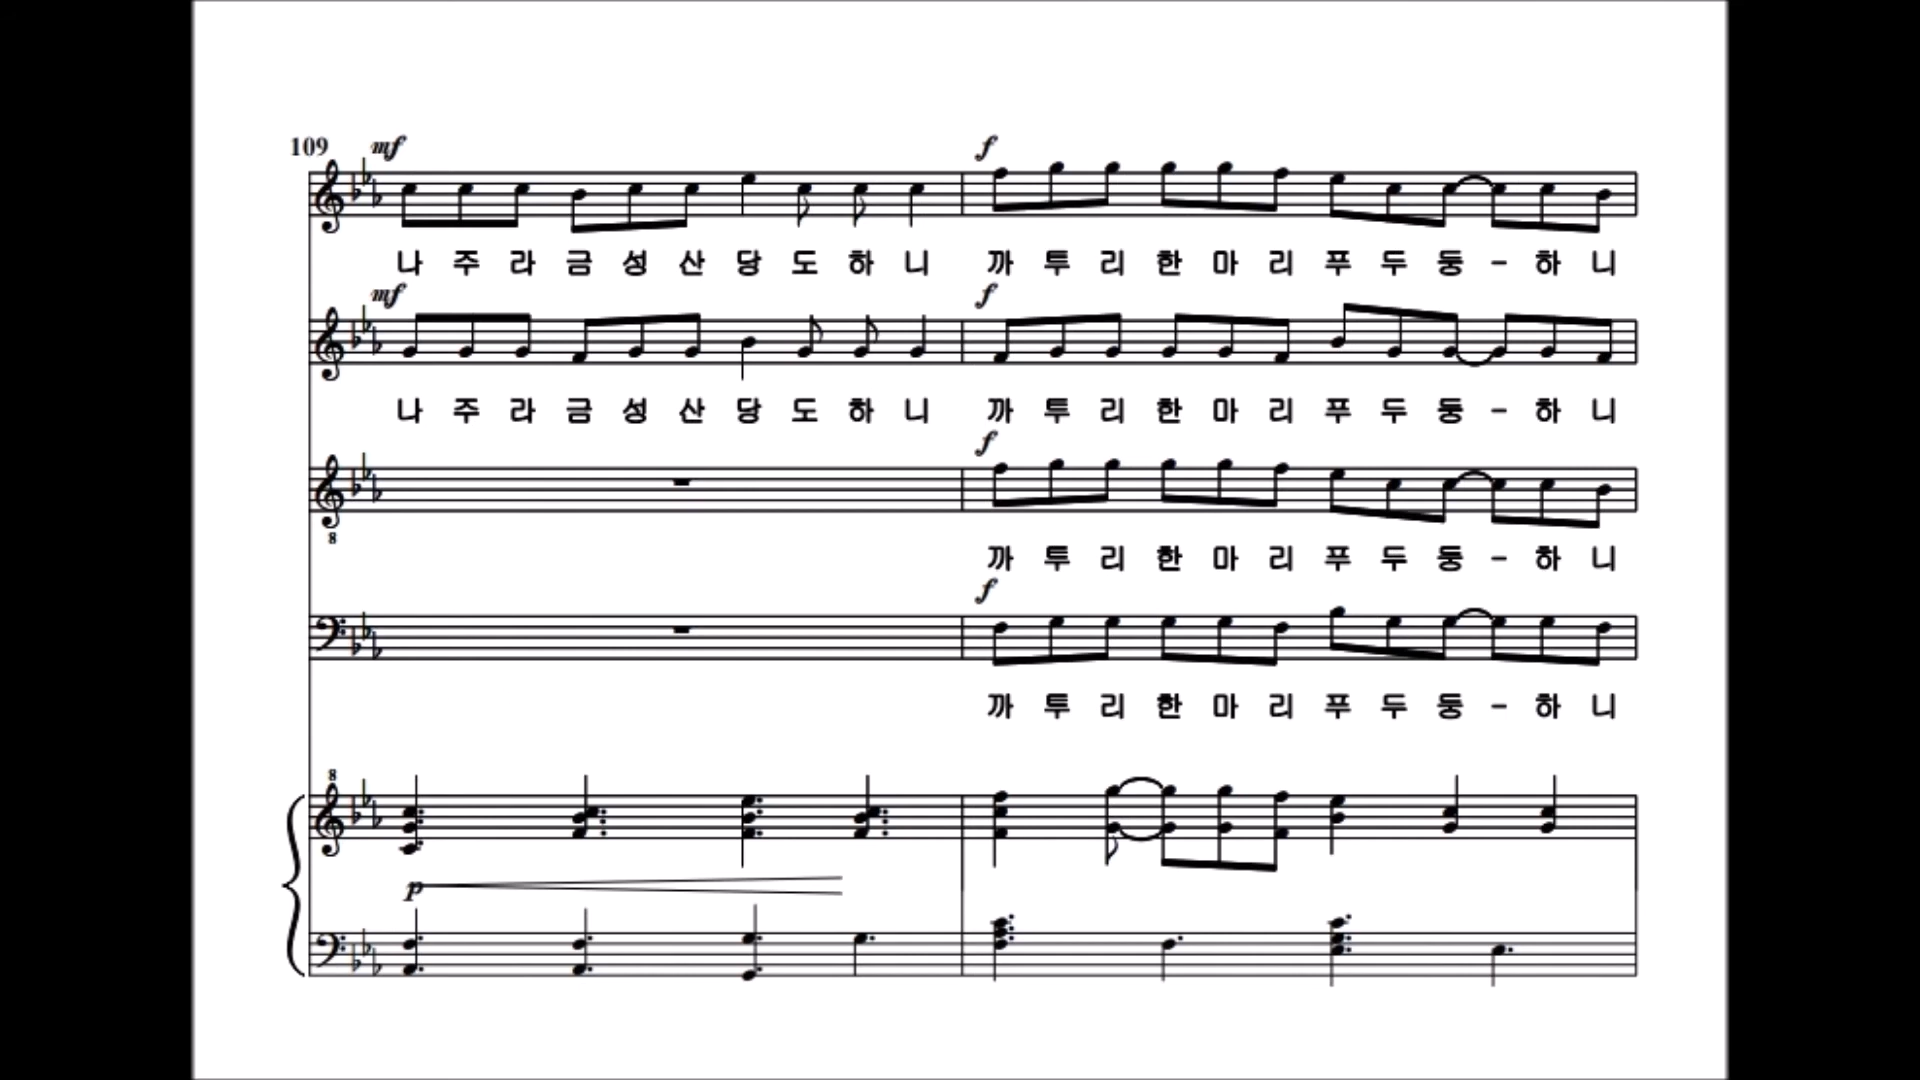 109 mf f
나 주 라 금 성 산 당 도 하 니 까 투 리 한 마 리 푸 두 둥 - 하 니
mf f
나 주 라 금 성 산 당 도 하 니 까 투 리 한 마 리 푸 두 둥 - 하 니
f
8
까 투 리 한 마 리 푸 두 둥 - 하 니
f
까 투 리 한 마 리 푸 두 둥 - 하 니
8
p